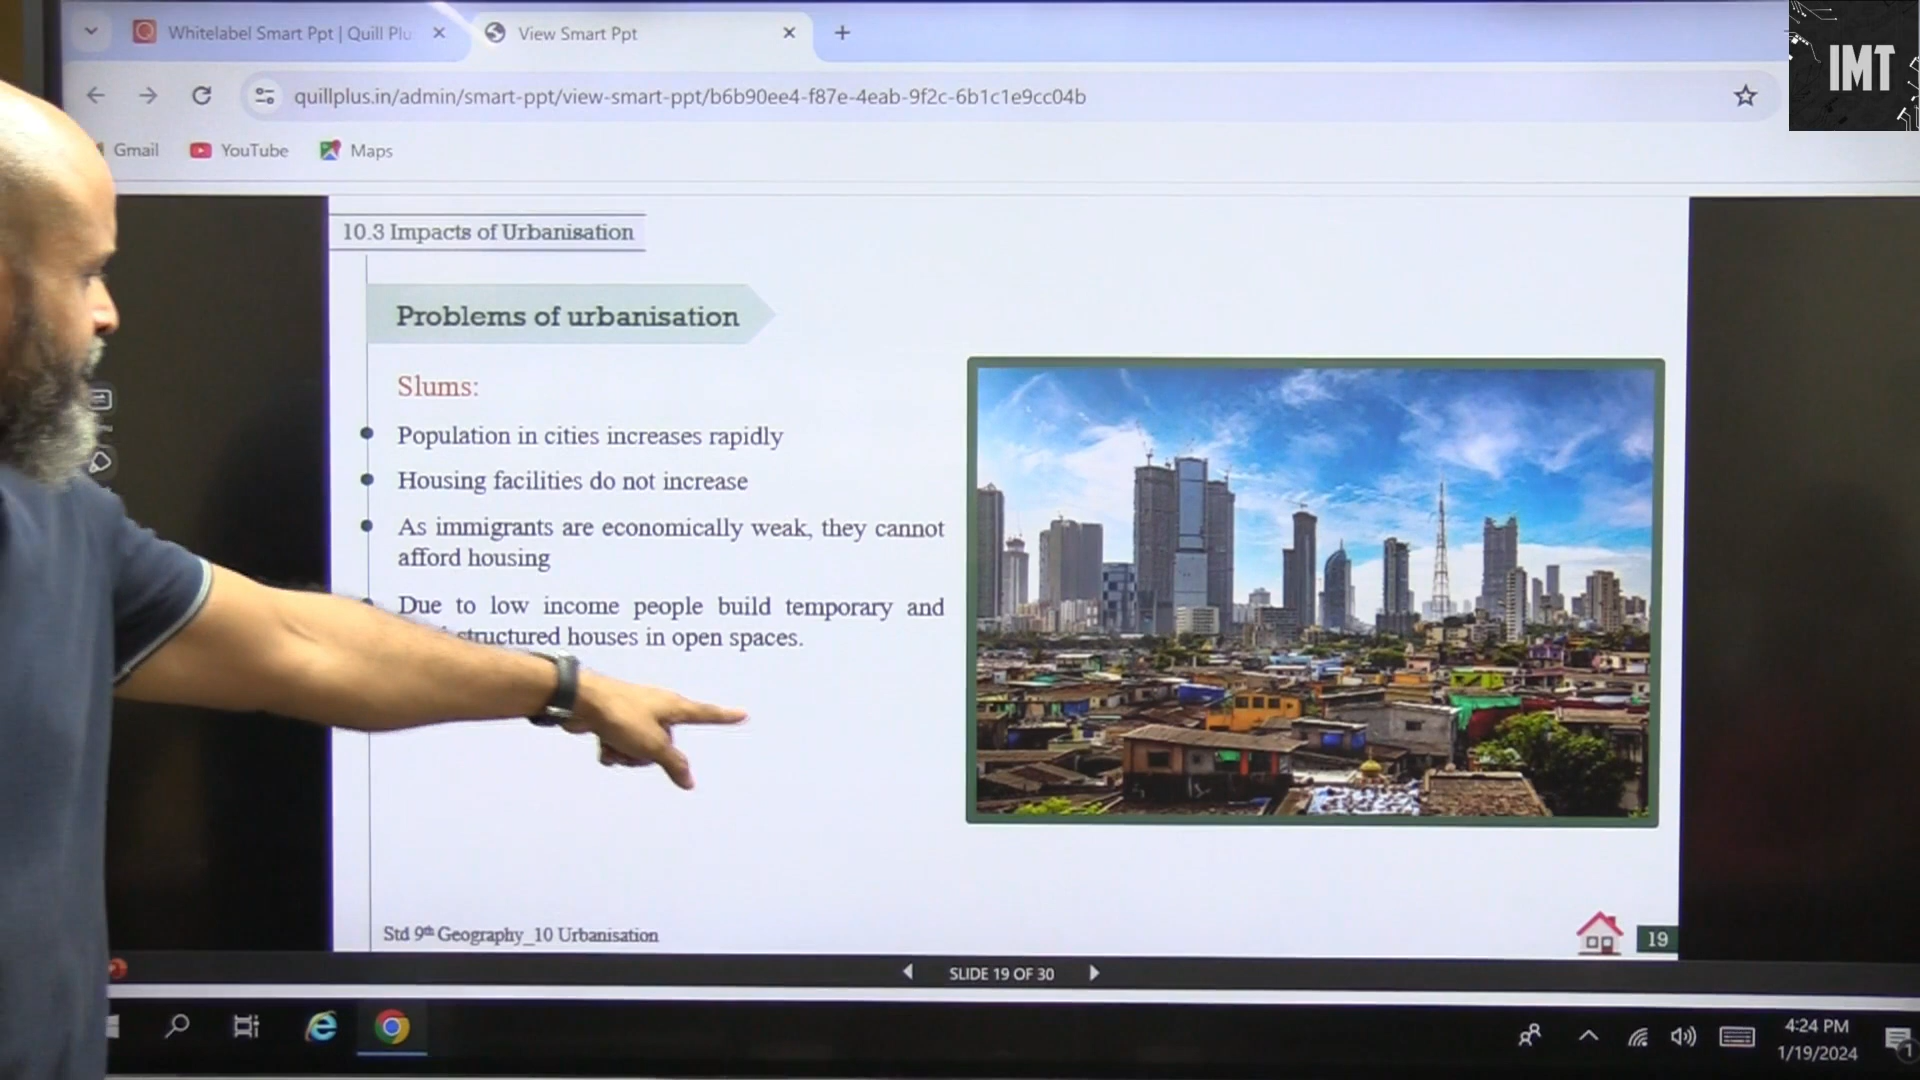 Whitelabel Smart Ppt | Quill Plu
View Smart Ppt
IMT
quillplus.in/admin/smart-ppt/view-smart-ppt/b6b90ee4-f87e-4eab-9f2c-6b1c1e9cc04b
Gmail
YouTube
Maps
10.3 Impacts of Urbanisation
Problems of urbanisation
Slums:
Population in cities increases rapidly
Housing facilities do not increase
As immigrants are economically weak, they cannot
afford housing
Due to low income people build temporary and
structured houses in open spaces.
Std 9th Geography_10 Urbanisation
19
SLIDE 19 OF 30
4:24 PM
1/19/2024
1